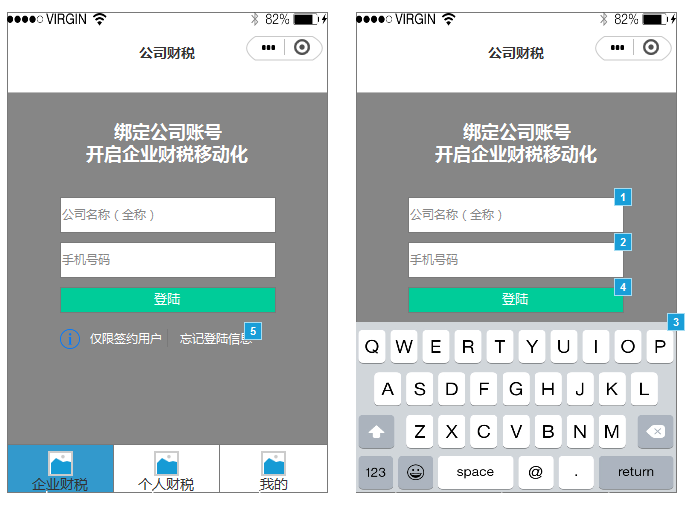 VIRGIN 82%
公司财税
绑定公司账号
开启企业财税移动化
公司名称（全称）
手机号码
登陆
仅限签约用户 忘记登陆信息
5
企业财税 个人财税 我的
VIRGIN 82%
公司财税
绑定公司账号
开启企业财税移动化
1
公司名称（全称）
2
手机号码
4
登陆
3
Q W E R T Y U I O P
A S D F G H J K L
Z X C V B N M
123 space @ . return